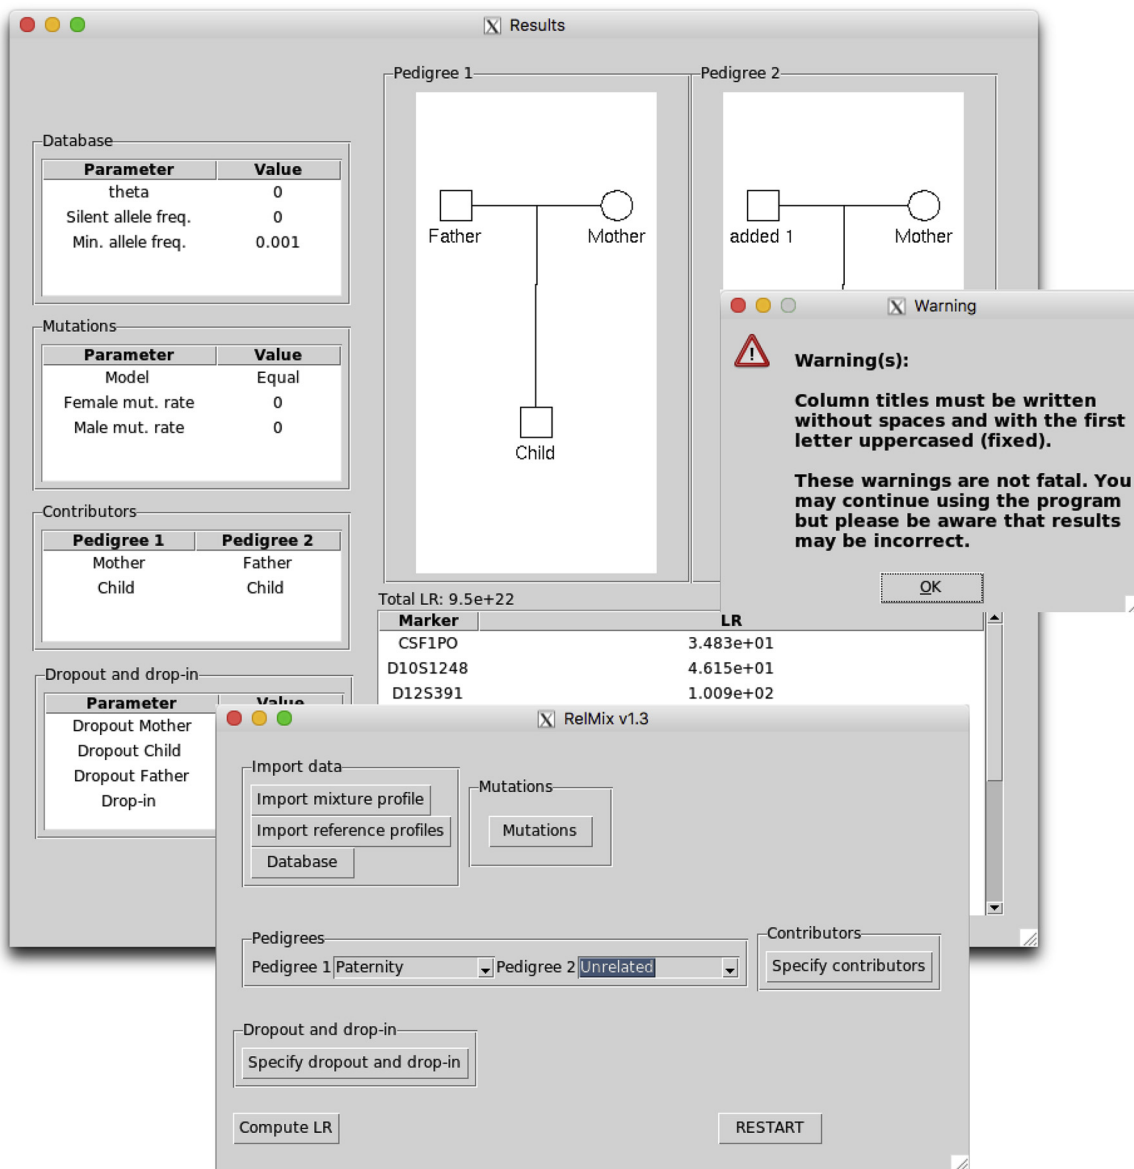 Results
Database
Parameter Value
theta 0
Silent allele freq. 0
Min. allele freq. 0.001
Mutations
Parameter Value
Model Equal
Female mut. rate 0
Male mut. rate 0
Contributors
Pedigree 1 Pedigree 2
Mother Father
Child Child
Dropout and drop-in
Parameter Value
Dropout Mother
Dropout Child
Dropout Father
Drop-in
Pedigree 1
Father Mother
Child
Pedigree 2
added 1 Mother
Total LR: 9.5e+22
Marker LR
CSF1PO 3.483e+01
D10S1248 4.615e+01
D12S391 1.009e+02
Warning
Warning(s):
Column titles must be written
without spaces and with the first
letter uppercased (fixed).
These warnings are not fatal. You
may continue using the program
but please be aware that results
may be incorrect.
OK
RelMix v1.3
Import data
Import mixture profile
Import reference profiles
Database
Mutations
Mutations
Pedigrees
Pedigree 1 Paternity Pedigree 2 Unrelated
Contributors
Specify contributors
Dropout and drop-in
Specify dropout and drop-in
Compute LR RESTART